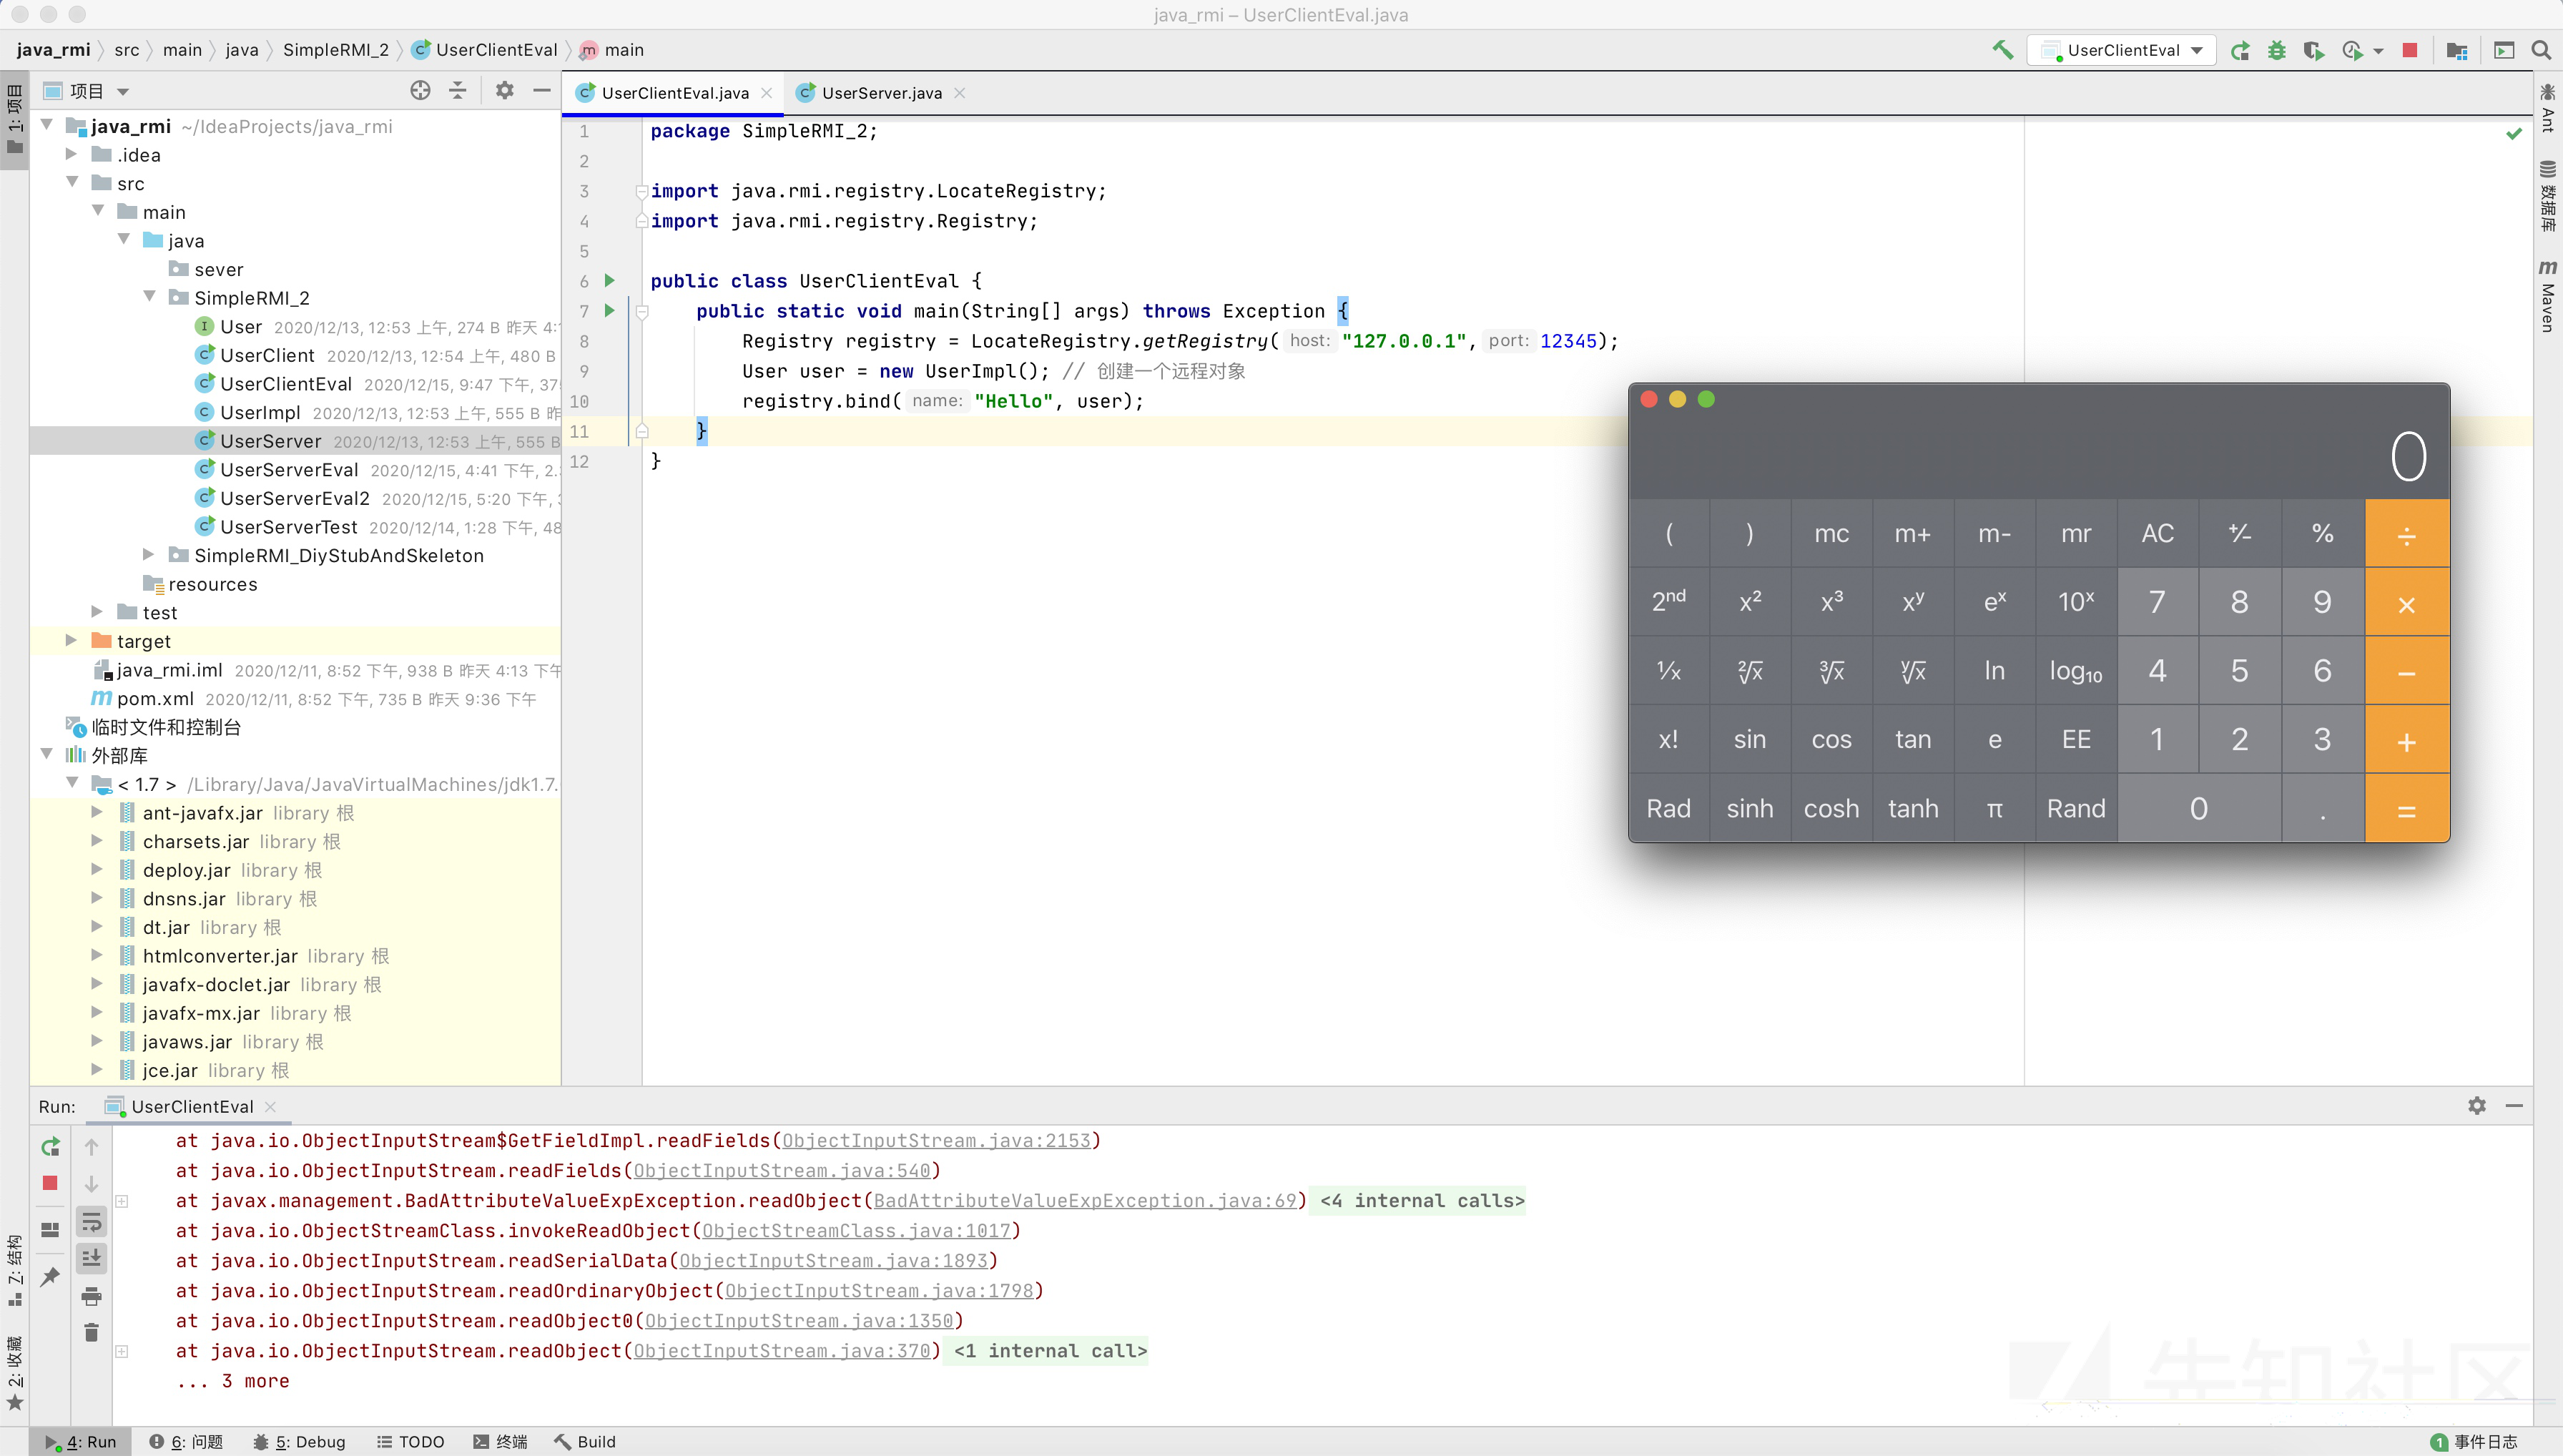 java_rmi – UserClientEval.java
java_rmi src main java SimpleRMI_2 UserClientEval main
UserClientEval
1: 项目
项目
java_rmi ~/IdeaProjects/java_rmi
.idea
src
main
java
sever
SimpleRMI_2
User 2020/12/13, 12:53 上午, 274 B 昨天 4:1
UserClient 2020/12/13, 12:54 上午, 480 B
UserClientEval 2020/12/15, 9:47 下午, 37
UserImpl 2020/12/13, 12:53 上午, 555 B 昨
UserServer 2020/12/13, 12:53 上午, 555 B
UserServerEval 2020/12/15, 4:41 下午, 2.
UserServerEval2 2020/12/15, 5:20 下午,
UserServerTest 2020/12/14, 1:28 下午, 48
SimpleRMI_DiyStubAndSkeleton
resources
test
target
java_rmi.iml 2020/12/11, 8:52 下午, 938 B 昨天 4:13 下午
pom.xml 2020/12/11, 8:52 下午, 735 B 昨天 9:36 下午
临时文件和控制台
外部库
< 1.7 > /Library/Java/JavaVirtualMachines/jdk1.7.
ant-javafx.jar library 根
charsets.jar library 根
deploy.jar library 根
dnsns.jar library 根
dt.jar library 根
htmlconverter.jar library 根
javafx-doclet.jar library 根
javafx-mx.jar library 根
javaws.jar library 根
jce.jar library 根
UserClientEval.java UserServer.java
1 package SimpleRMI_2;
2
3 import java.rmi.registry.LocateRegistry;
4 import java.rmi.registry.Registry;
5
6 public class UserClientEval {
7 public static void main(String[] args) throws Exception {
8 Registry registry = LocateRegistry.getRegistry( host: "127.0.0.1", port: 12345);
9 User user = new UserImpl(); // 创建一个远程对象
10 registry.bind( name: "Hello", user);
11 }
12 }
Ant
数据库
Maven
0
( ) mc m+ m- mr AC +/- % ÷
2nd x² x³ xʸ eˣ 10ˣ 7 8 9 ×
1/x ²√x ³√x ʸ√x ln log₁₀ 4 5 6 −
x! sin cos tan e EE 1 2 3 +
Rad sinh cosh tanh π Rand 0 . =
Run: UserClientEval
at java.io.ObjectInputStream$GetFieldImpl.readFields(ObjectInputStream.java:2153)
at java.io.ObjectInputStream.readFields(ObjectInputStream.java:540)
at javax.management.BadAttributeValueExpException.readObject(BadAttributeValueExpException.java:69) <4 internal calls>
at java.io.ObjectStreamClass.invokeReadObject(ObjectStreamClass.java:1017)
at java.io.ObjectInputStream.readSerialData(ObjectInputStream.java:1893)
at java.io.ObjectInputStream.readOrdinaryObject(ObjectInputStream.java:1798)
at java.io.ObjectInputStream.readObject0(ObjectInputStream.java:1350)
at java.io.ObjectInputStream.readObject(ObjectInputStream.java:370) <1 internal call>
... 3 more
Z: 结构
2: 收藏
先知社区
4: Run 6: 问题 5: Debug TODO 终端 Build
1 事件日志